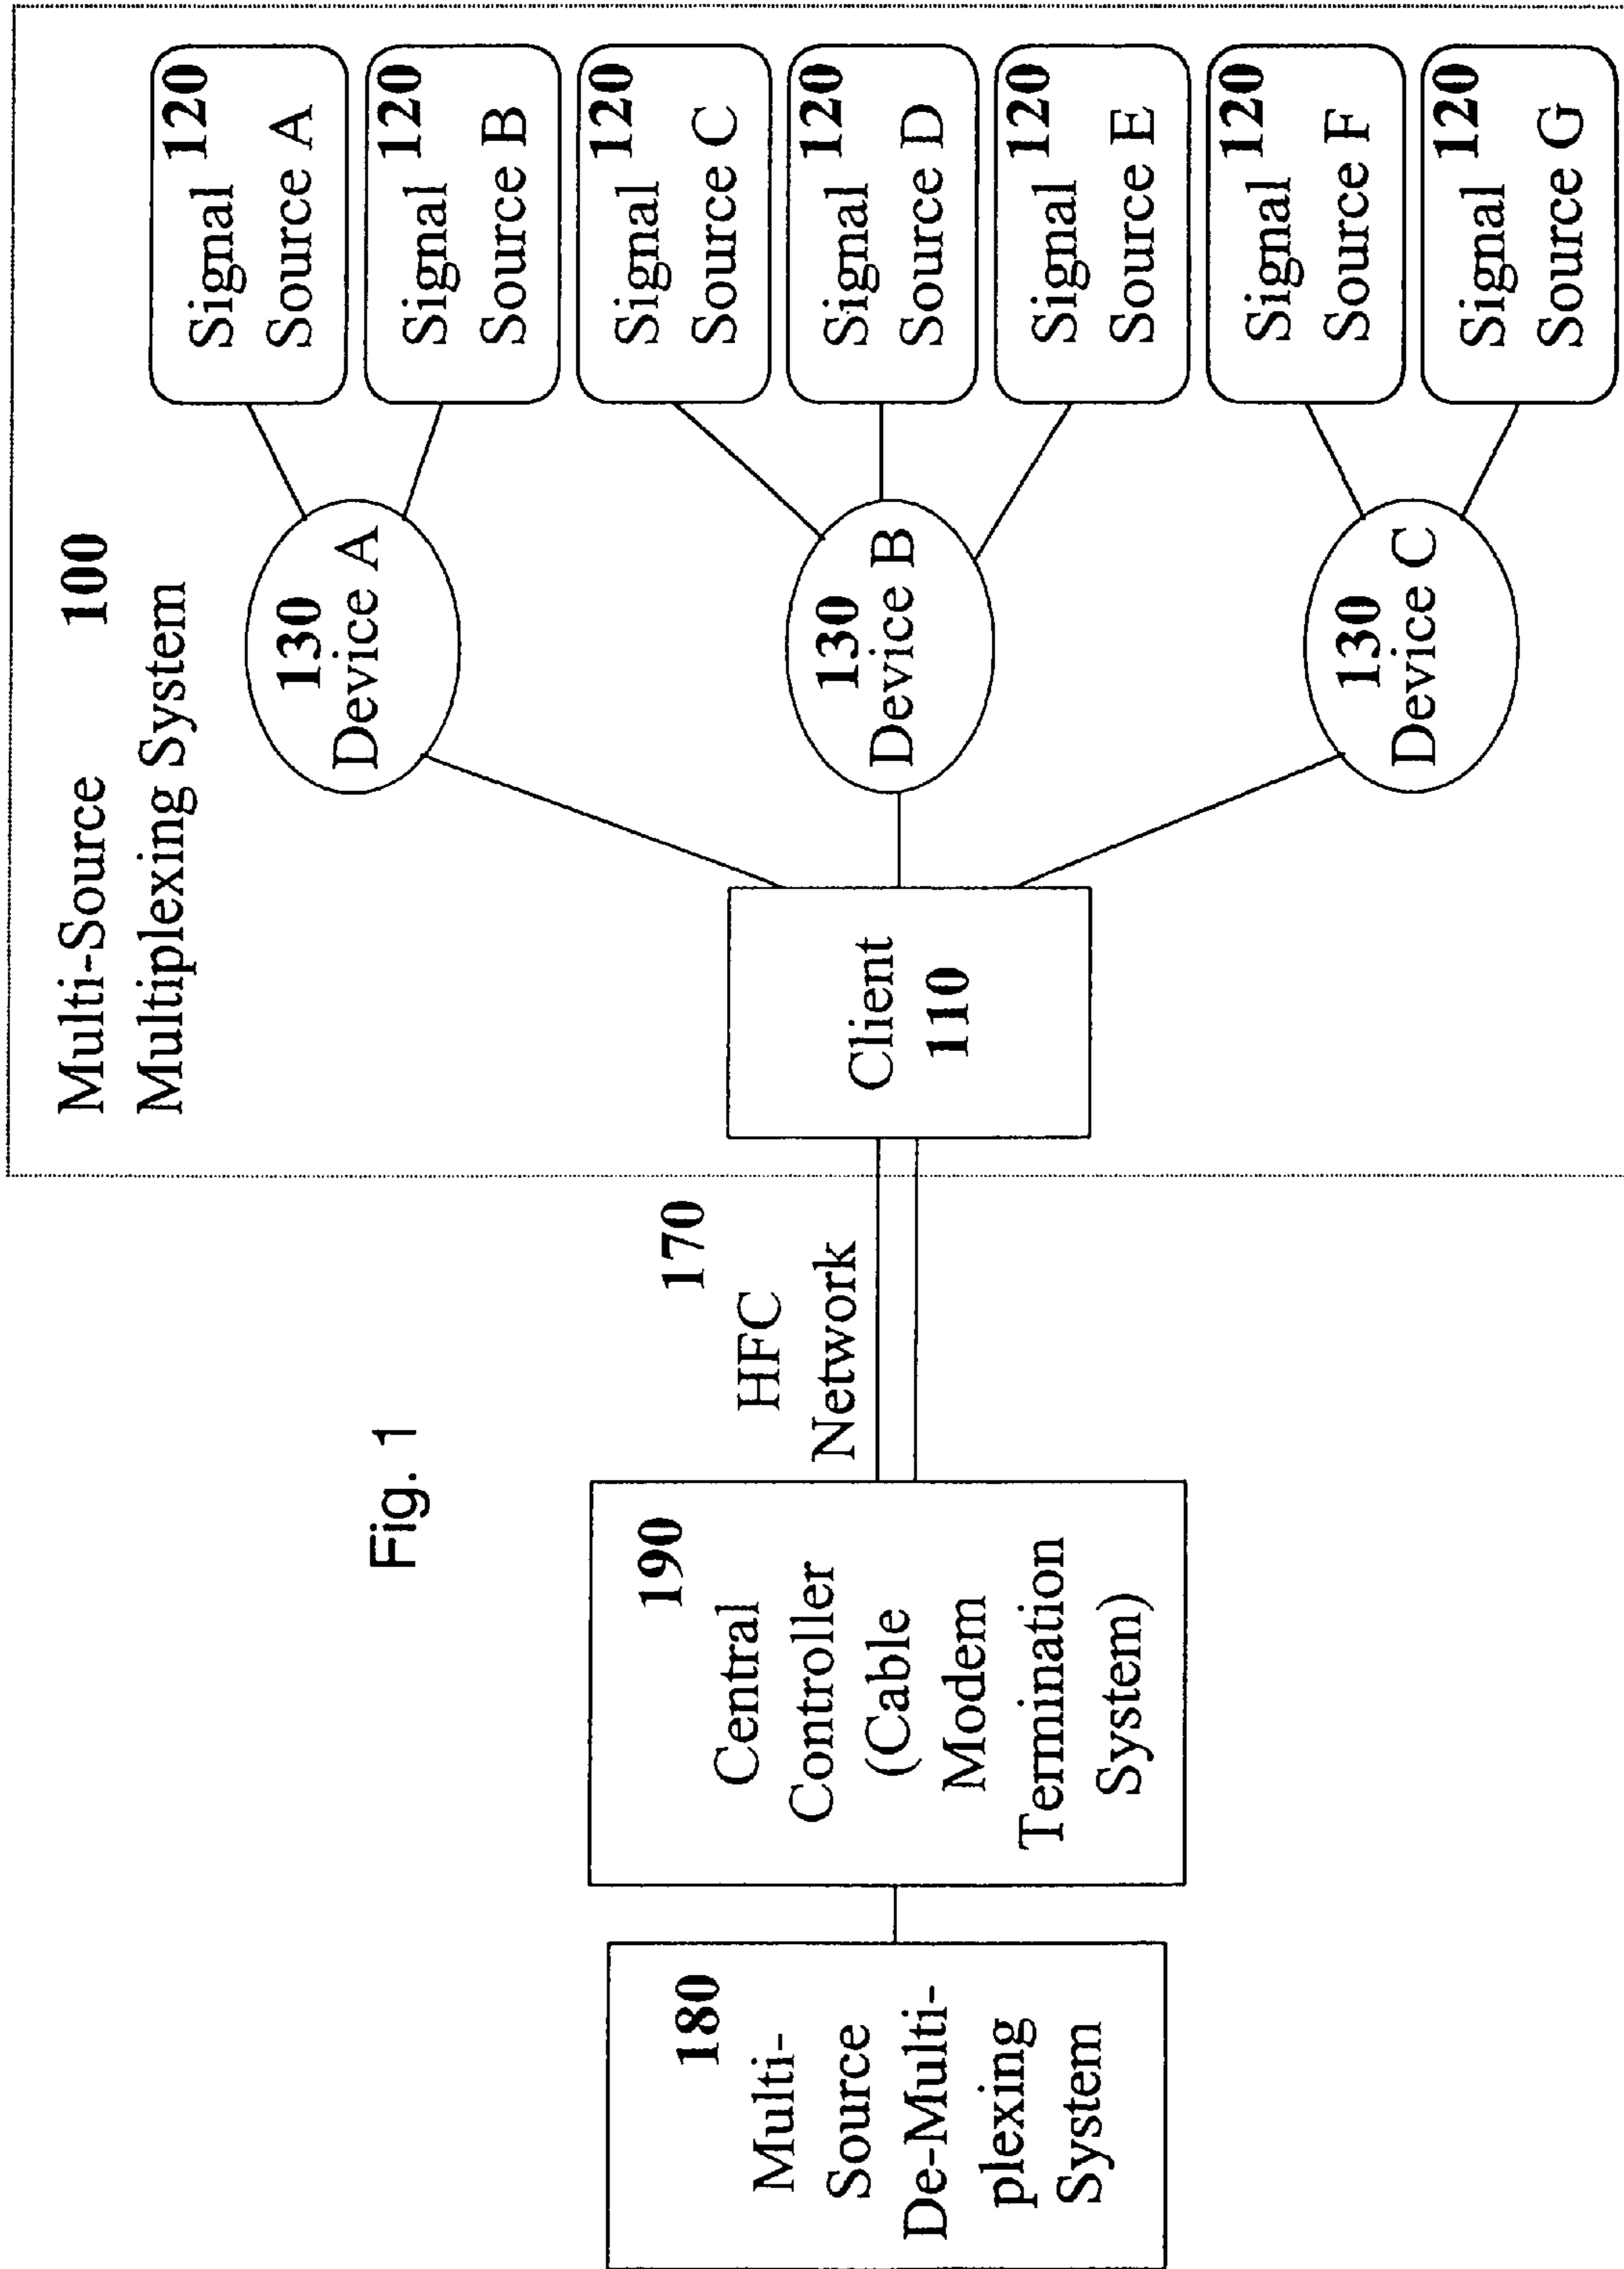 Fig. 1
Multi-Source 100
Multiplexing System
180
Multi-
Source
De-Multi-
plexing
System
190
Central
Controller
(Cable
Modem
Termination
System)
170
HFC
Network
Client
110
130
Device A
130
Device B
130
Device C
Signal 120
Source A
Signal 120
Source B
Signal 120
Source C
Signal 120
Source D
Signal 120
Source E
Signal 120
Source F
Signal 120
Source G